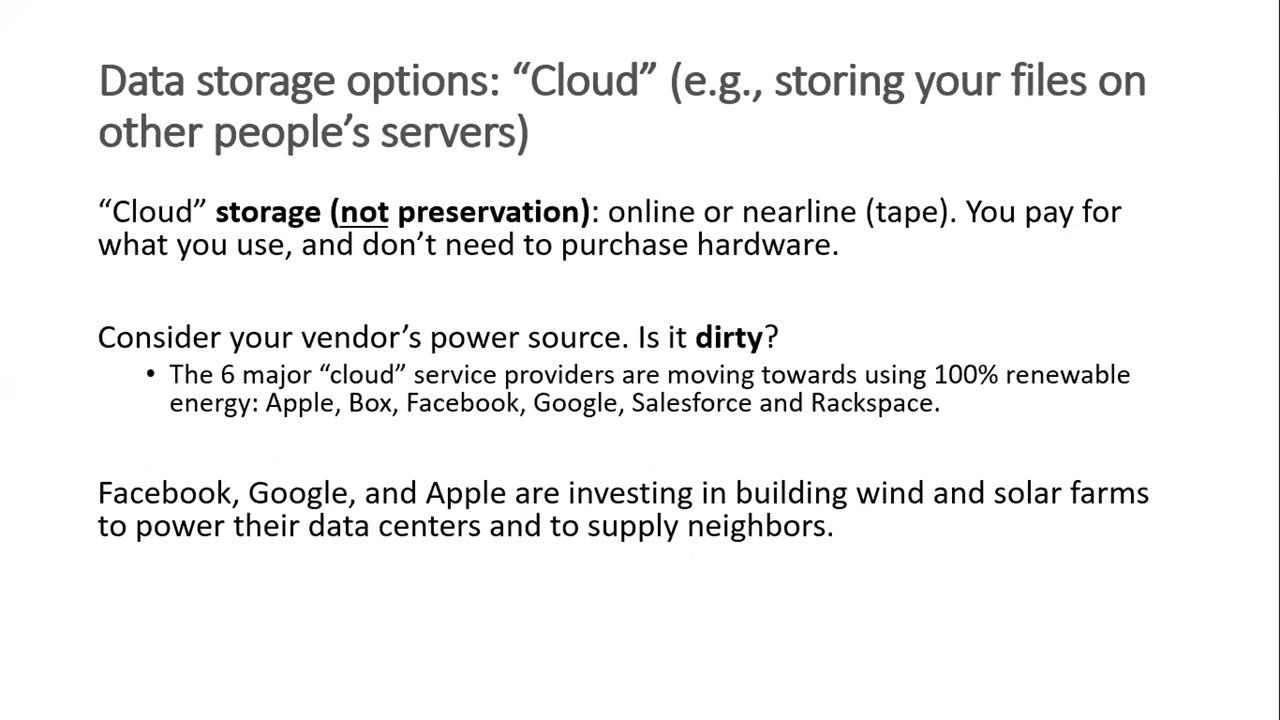 Data storage options: “Cloud” (e.g., storing your files on
other people’s servers)
“Cloud” storage (not preservation): online or nearline (tape). You pay for
what you use, and don’t need to purchase hardware.
Consider your vendor’s power source. Is it dirty?
• The 6 major “cloud” service providers are moving towards using 100% renewable
energy: Apple, Box, Facebook, Google, Salesforce and Rackspace.
Facebook, Google, and Apple are investing in building wind and solar farms
to power their data centers and to supply neighbors.